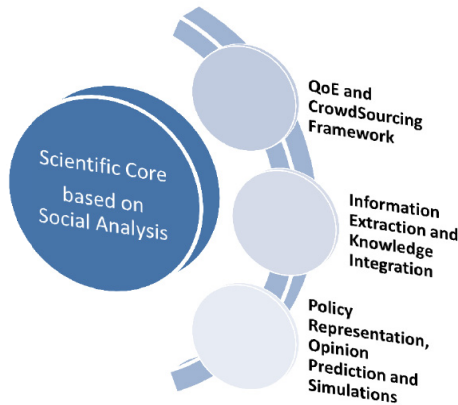 Scientific Core
based on
Social Analysis
QoE and
CrowdSourcing
Framework
Information
Extraction and
Knowledge
Integration
Policy
Representation,
Opinion
Prediction and
Simulations